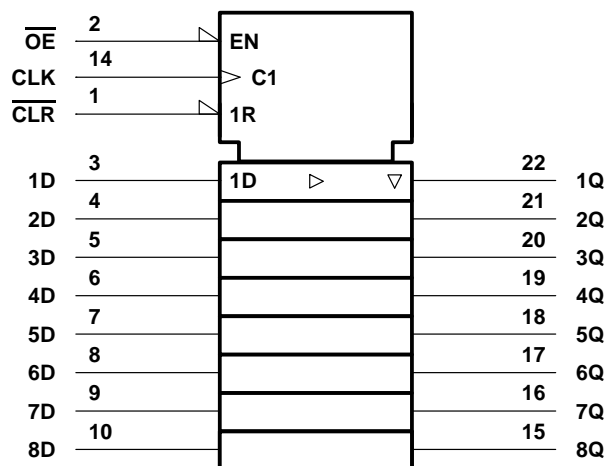 2
OE EN
14
CLK C1
1
CLR 1R
3 22
1D 1D 1Q
4 21
2D 2Q
5 20
3D 3Q
6 19
4D 4Q
7 18
5D 5Q
8 17
6D 6Q
9 16
7D 7Q
10 15
8D 8Q